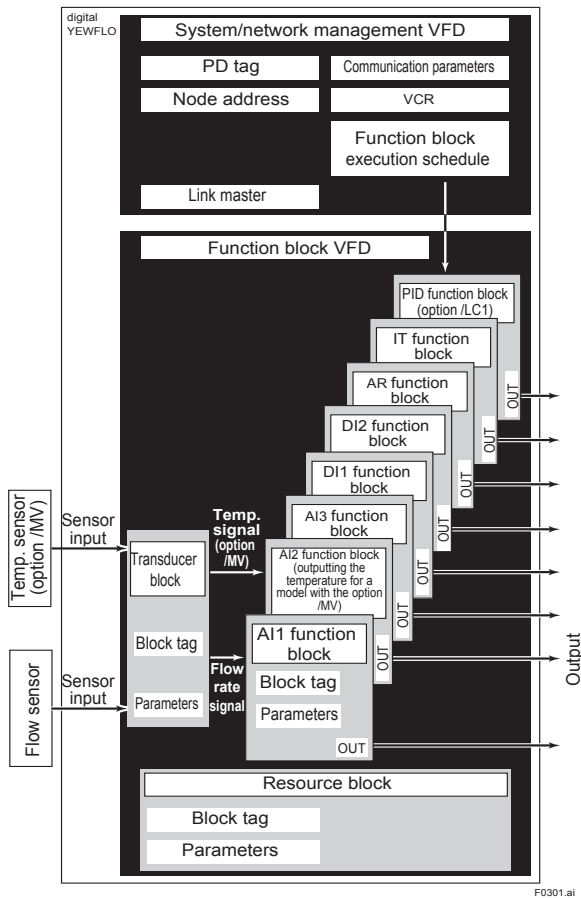 digital
YEWFLO
System/network management VFD
PD tag
Communication parameters
Node address
VCR
Function block
execution schedule
Link master
Function block VFD
PID function block
(option /LC1)
OUT
IT function
block
OUT
AR function
block
OUT
DI2 function
block
OUT
DI1 function
block
OUT
AI3 function
block
OUT
AI2 function block
(outputting the
temperature for a
model with the option
/MV)
OUT
AI1 function
block
Block tag
Parameters
OUT
Temp. sensor
(option /MV)
Sensor
input
Temp.
signal
(option
/MV)
Transducer
block
Block tag
Parameters
Flow sensor
Sensor
input
Flow
rate
signal
Output
Resource block
Block tag
Parameters
F0301.ai